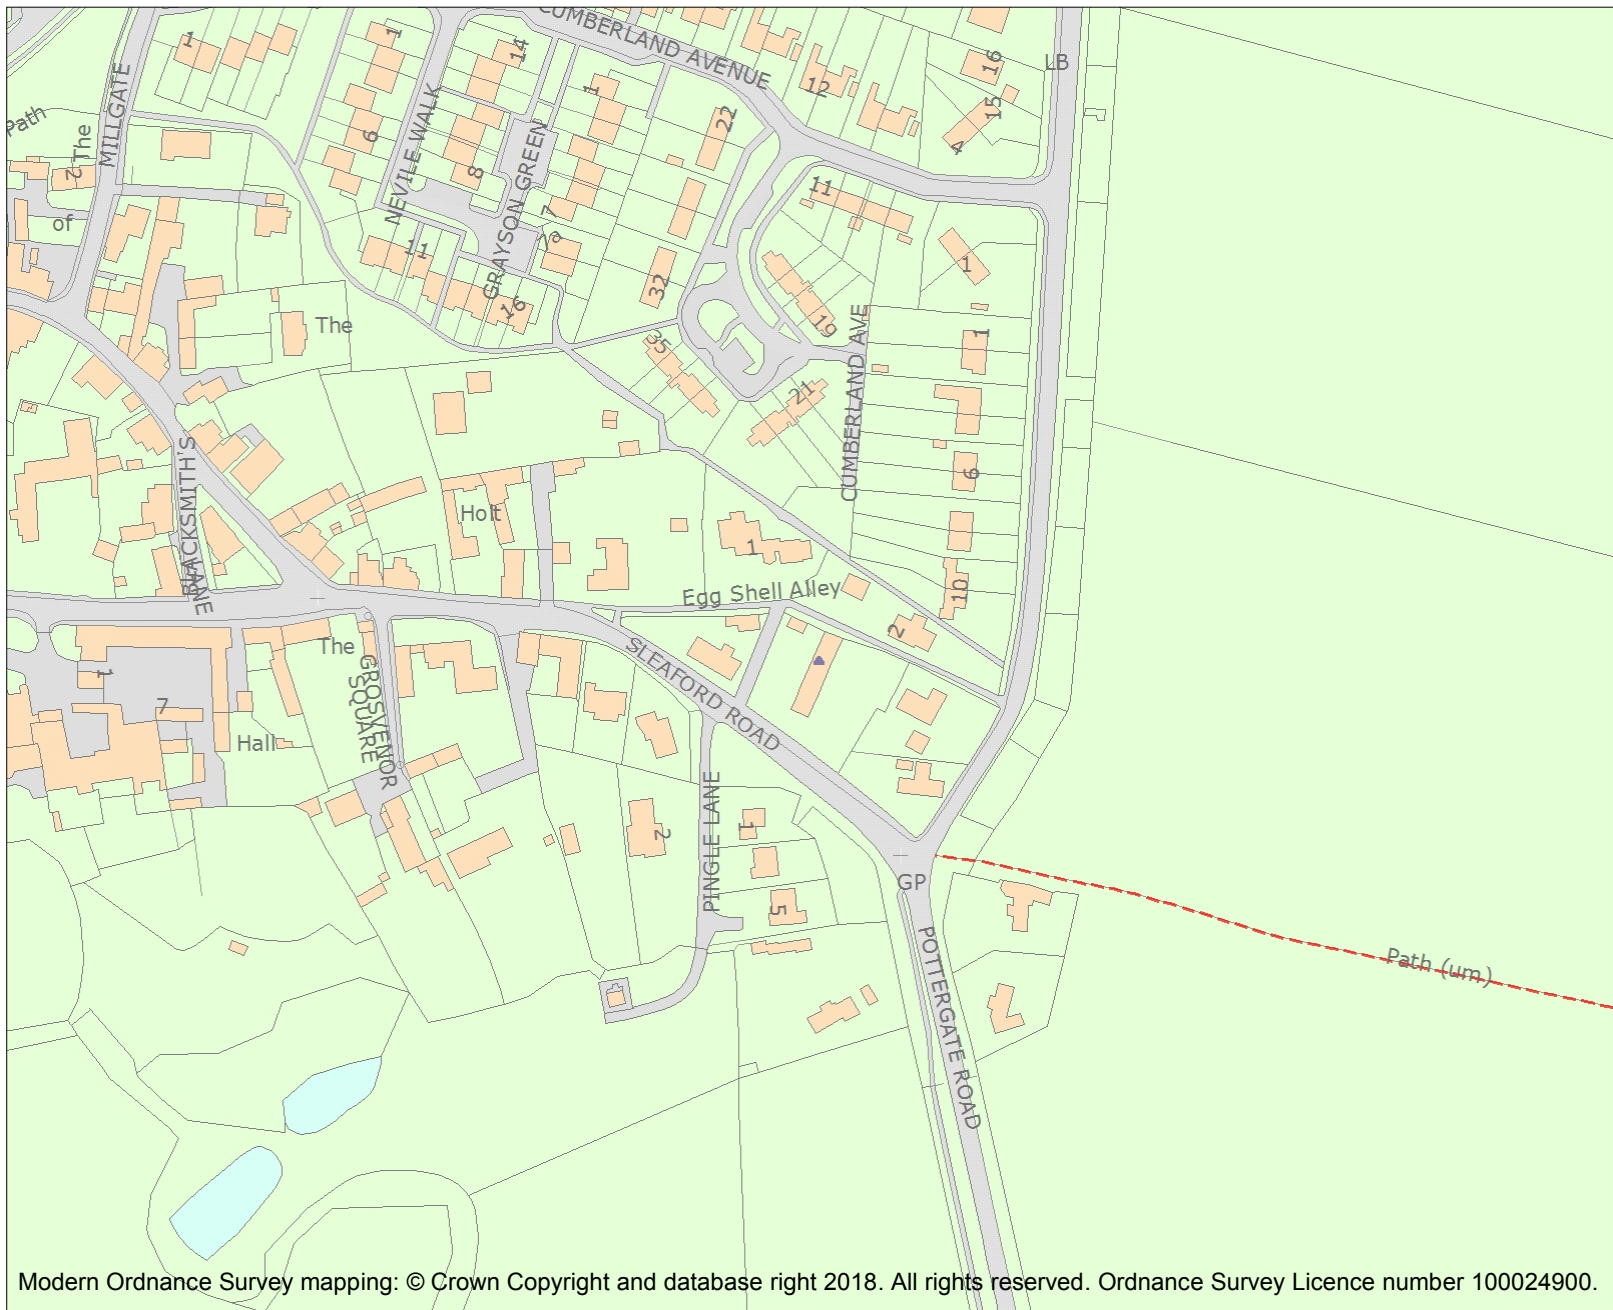 CUMBERLAND AVENUE
1
1
14
16
LB
MILLGATE
12
1
15
Path
The
22
NEVILE WALK
6
4
2
8
GRAYSON GREEN
11
of
7
7a
11
1
32
16
The
19
1
35
CUMBERLAND AVE
21
BLACKSMITH'S
LANE
9
Holt
1
Egg Shell Alley
10
2
The
SLEAFORD ROAD
GROSVENOR
SQUARE
1
7
Hall
PINGLE LANE
2
1
GP
5
POTTERGATE ROAD
Path (um)
Modern Ordnance Survey mapping: © Crown Copyright and database right 2018. All rights reserved. Ordnance Survey Licence number 100024900.